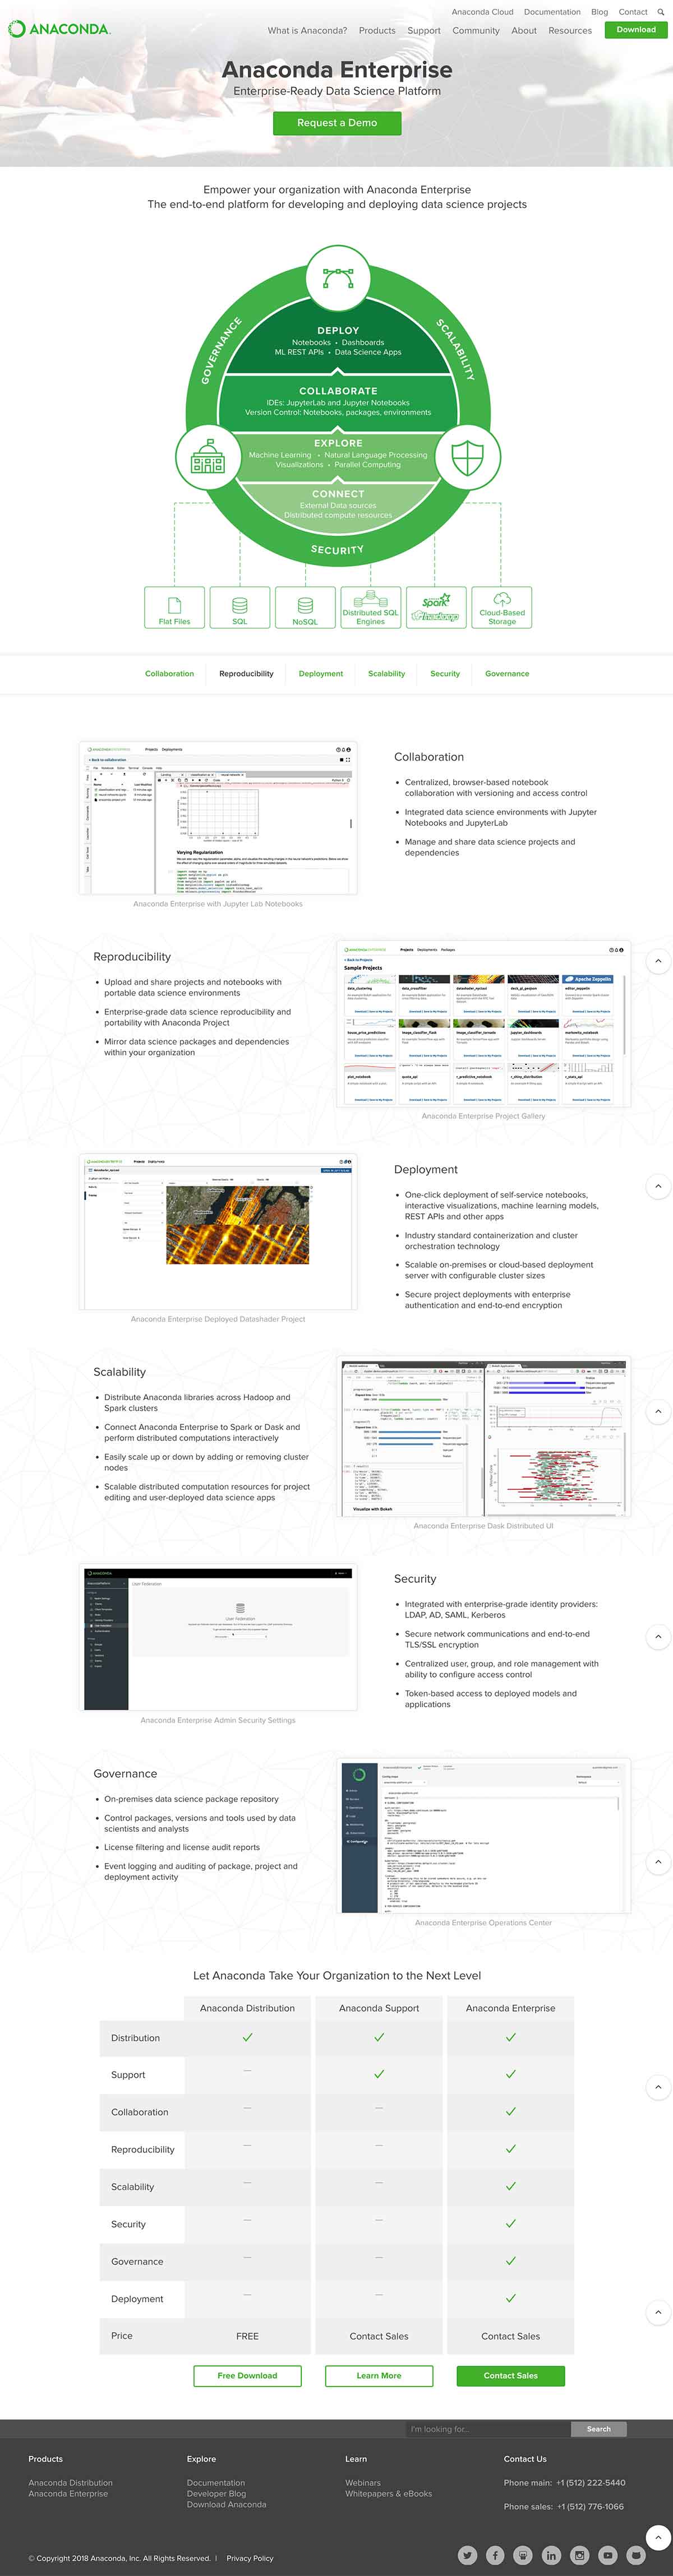 Anaconda Cloud Documentation Blog Contact
ANACONDA.
What is Anaconda? Products Support Community About Resources Download
Anaconda Enterprise
Enterprise-Ready Data Science Platform
Request a Demo
Empower your organization with Anaconda Enterprise
The end-to-end platform for developing and deploying data science projects
GOVERNANCE
SCALABILITY
DEPLOY
Notebooks • Dashboards
ML REST APIs • Data Science Apps
COLLABORATE
IDEs: JupyterLab and Jupyter Notebooks
Version Control: Notebooks, packages, environments
EXPLORE
Machine Learning • Natural Language Processing
Visualizations • Parallel Computing
CONNECT
External Data sources
Distributed compute resources
SECURITY
Flat Files
SQL
NoSQL
Distributed SQL
Engines
Spark
hadoop
Cloud-Based
Storage
Collaboration Reproducibility Deployment Scalability Security Governance
Collaboration
• Centralized, browser-based notebook
collaboration with versioning and access control
• Integrated data science environments with Jupyter
Notebooks and JupyterLab
• Manage and share data science projects and
dependencies
Varying Regularization
Anaconda Enterprise with Jupyter Lab Notebooks
Reproducibility
• Upload and share projects and notebooks with
portable data science environments
• Enterprise-grade data science reproducibility and
portability with Anaconda Project
• Mirror data science packages and dependencies
within your organization
Sample Projects
Apache Zeppelin
Anaconda Enterprise Project Gallery
Deployment
• One-click deployment of self-service notebooks,
interactive visualizations, machine learning models,
REST APIs and other apps
• Industry standard containerization and cluster
orchestration technology
• Scalable on-premises or cloud-based deployment
server with configurable cluster sizes
• Secure project deployments with enterprise
authentication and end-to-end encryption
Anaconda Enterprise Deployed Datashader Project
Scalability
• Distribute Anaconda libraries across Hadoop and
Spark clusters
• Connect Anaconda Enterprise to Spark or Dask and
perform distributed computations interactively
• Easily scale up or down by adding or removing cluster
nodes
• Scalable distributed computation resources for project
editing and user-deployed data science apps
Visualize with Bokeh
Anaconda Enterprise Dask Distributed UI
Security
• Integrated with enterprise-grade identity providers:
LDAP, AD, SAML, Kerberos
• Secure network communications and end-to-end
TLS/SSL encryption
• Centralized user, group, and role management with
ability to configure access control
• Token-based access to deployed models and
applications
User Federation
User Federation
Anaconda Enterprise Admin Security Settings
Governance
• On-premises data science package repository
• Control packages, versions and tools used by data
scientists and analysts
• License filtering and license audit reports
• Event logging and auditing of package, project and
deployment activity
Anaconda Enterprise Operations Center
Let Anaconda Take Your Organization to the Next Level
Anaconda Distribution Anaconda Support Anaconda Enterprise
Distribution ✓ ✓ ✓
Support — ✓ ✓
Collaboration — — ✓
Reproducibility — — ✓
Scalability — — ✓
Security — — ✓
Governance — — ✓
Deployment — — ✓
Price FREE Contact Sales Contact Sales
Free Download Learn More Contact Sales
I'm looking for... Search
Products Explore Learn Contact Us
Anaconda Distribution Documentation Webinars Phone main: +1 (512) 222-5440
Anaconda Enterprise Developer Blog Whitepapers & eBooks
Download Anaconda Phone sales: +1 (512) 776-1066
© Copyright 2018 Anaconda, Inc. All Rights Reserved. | Privacy Policy